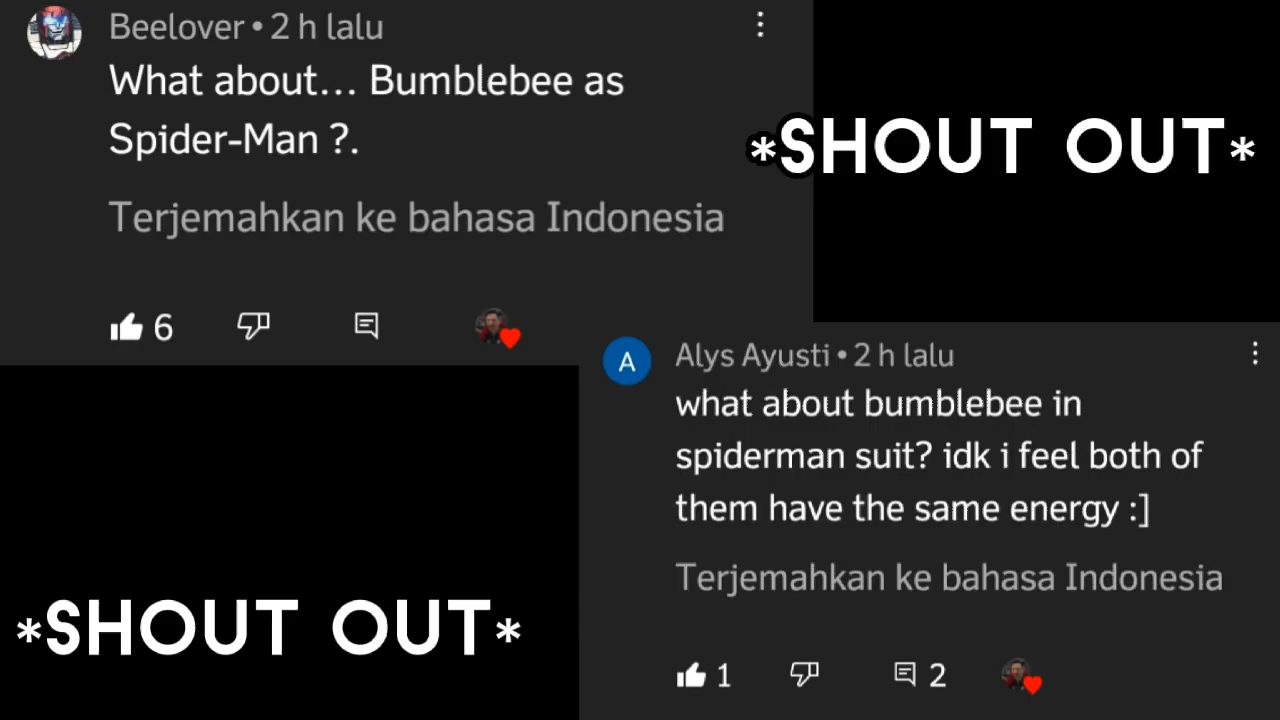 Beelover • 2 h lalu
What about... Bumblebee as
Spider-Man ?.
Terjemahkan ke bahasa Indonesia
6
*SHOUT OUT*
A
Alys Ayusti • 2 h lalu
what about bumblebee in
spiderman suit? idk i feel both of
them have the same energy :]
Terjemahkan ke bahasa Indonesia
1 2
*SHOUT OUT*